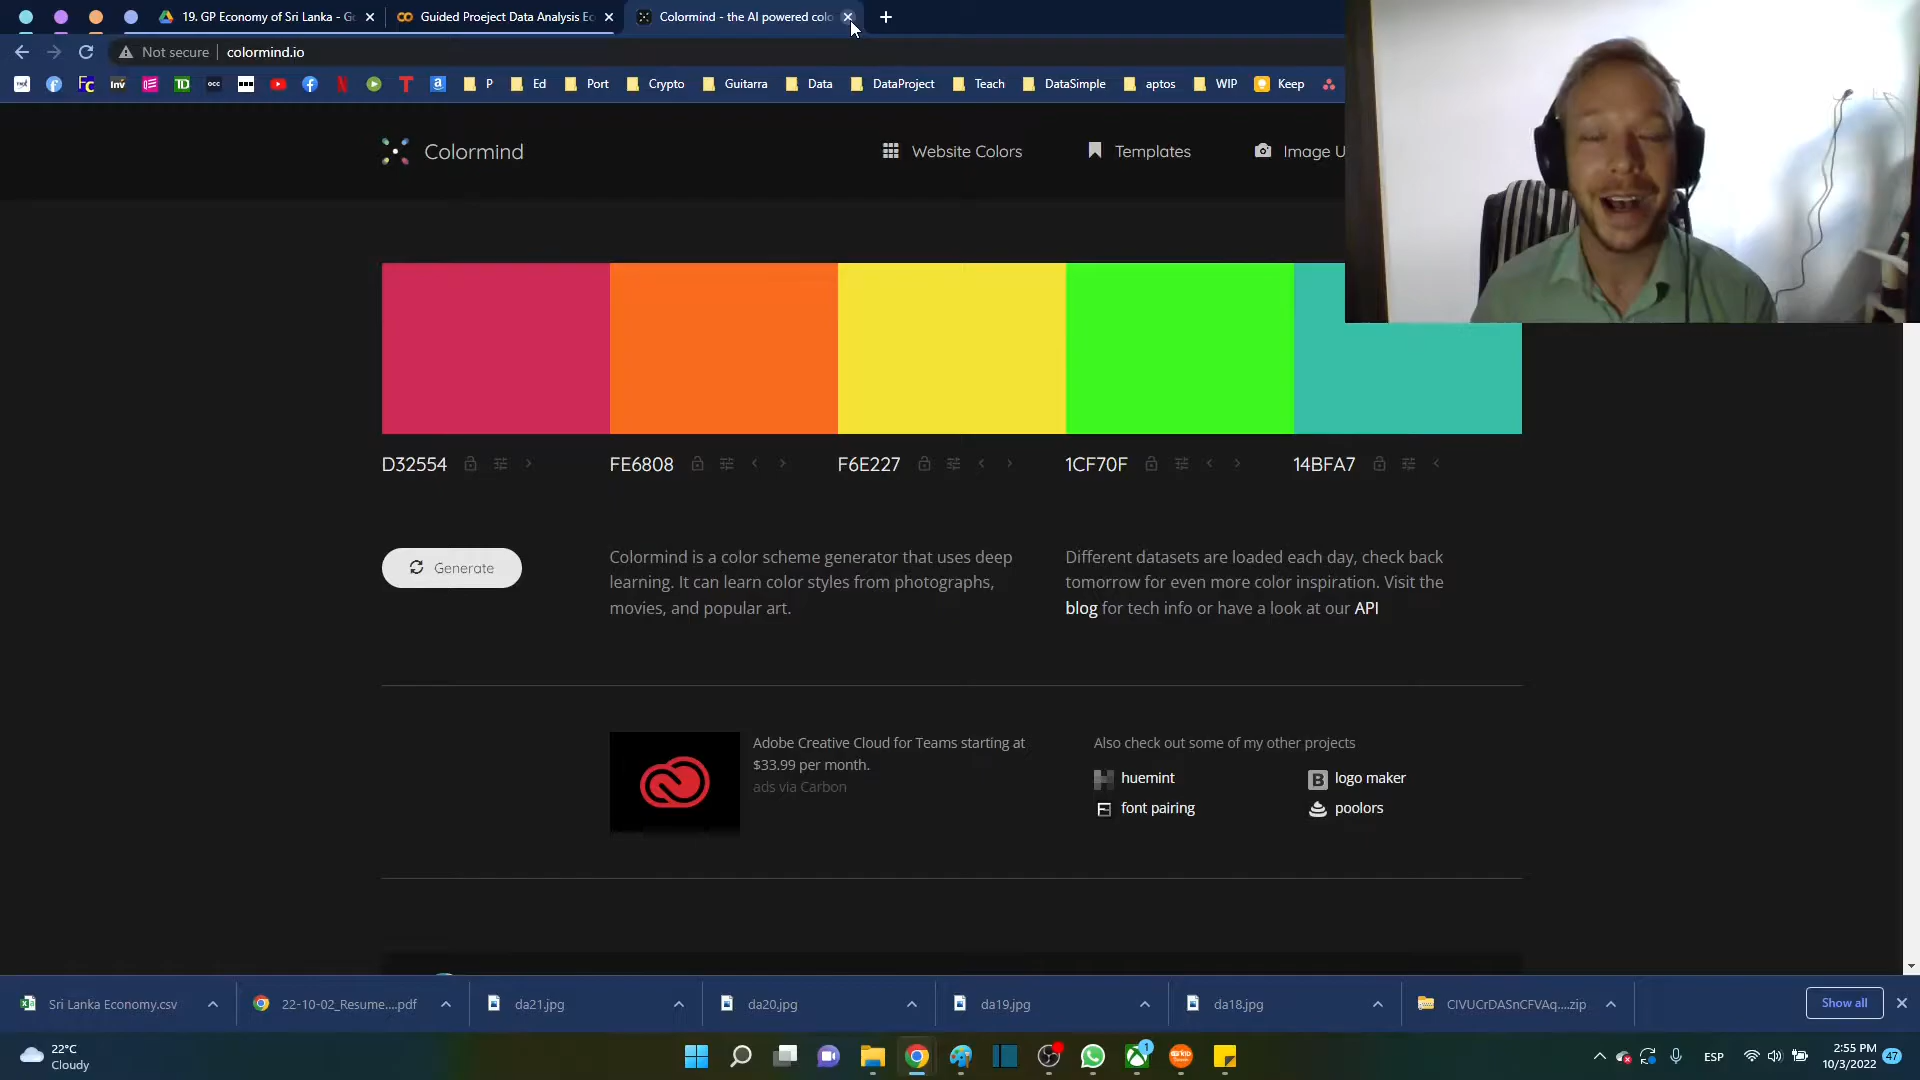 19. GP Economy of Sri Lanka - Go
Guided Proeject Data Analysis Ec
Colormind - the AI powered colo
Not secure
colormind.io
inv
TD
occ
P
Ed
Port
Crypto
Guitarra
Data
DataProject
Teach
DataSimple
aptos
WIP
Keep
Colormind
Website Colors
Templates
Image U
D32554
FE6808
F6E227
1CF70F
14BFA7
Generate
Colormind is a color scheme generator that uses deep
learning. It can learn color styles from photographs,
movies, and popular art.
Different datasets are loaded each day, check back
tomorrow for even more color inspiration. Visit the
blog for tech info or have a look at our API
Adobe Creative Cloud for Teams starting at
$33.99 per month.
ads via Carbon
Also check out some of my other projects
huemint
logo maker
font pairing
poolors
Sri Lanka Economy.csv
22-10-02_Resume....pdf
da21.jpg
da20.jpg
da19.jpg
da18.jpg
CIVUCrDASnCFVAq....zip
Show all
22°C
Cloudy
1
ESP
2:55 PM
10/3/2022
47